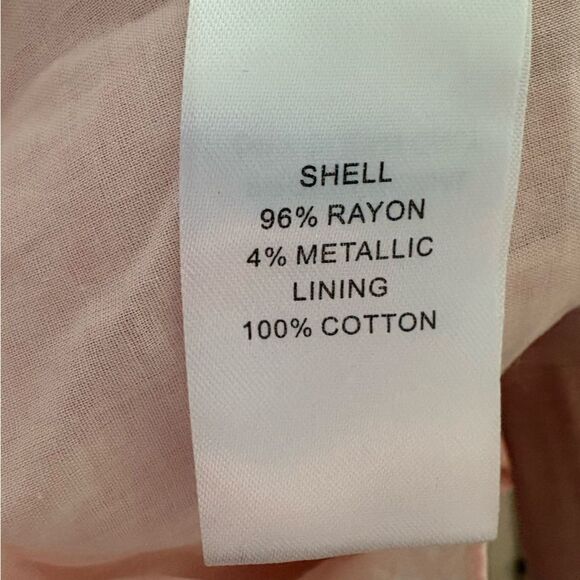 SHELL
96% RAYON
4% METALLIC
LINING
100% COTTON